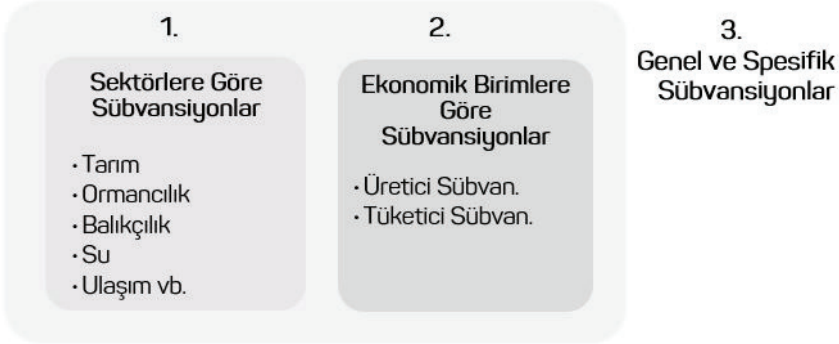 1.
Sektörlere Göre
Sübvansiyonlar
· Tarım
· Ormancılık
· Balıkçılık
· Su
· Ulaşım vb.
2.
Ekonomik Birimlere
Göre
Sübvansiyonlar
· Üretici Sübvan.
· Tüketici Sübvan.
3.
Genel ve Spesifik
Sübvansiyonlar